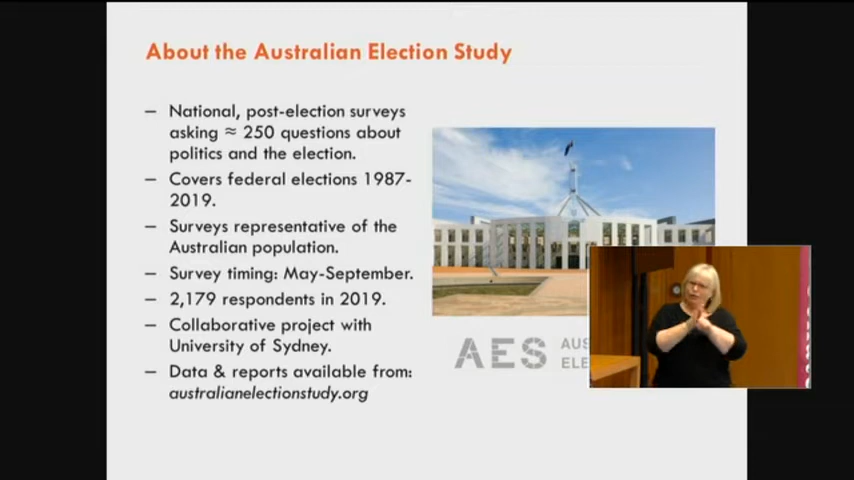 About the Australian Election Study
– National, post-election surveys
asking ≈ 250 questions about
politics and the election.
– Covers federal elections 1987-
2019.
– Surveys representative of the
Australian population.
– Survey timing: May-September.
– 2,179 respondents in 2019.
– Collaborative project with
University of Sydney.
– Data & reports available from:
australianelectionstudy.org
AES
AUS
ELE